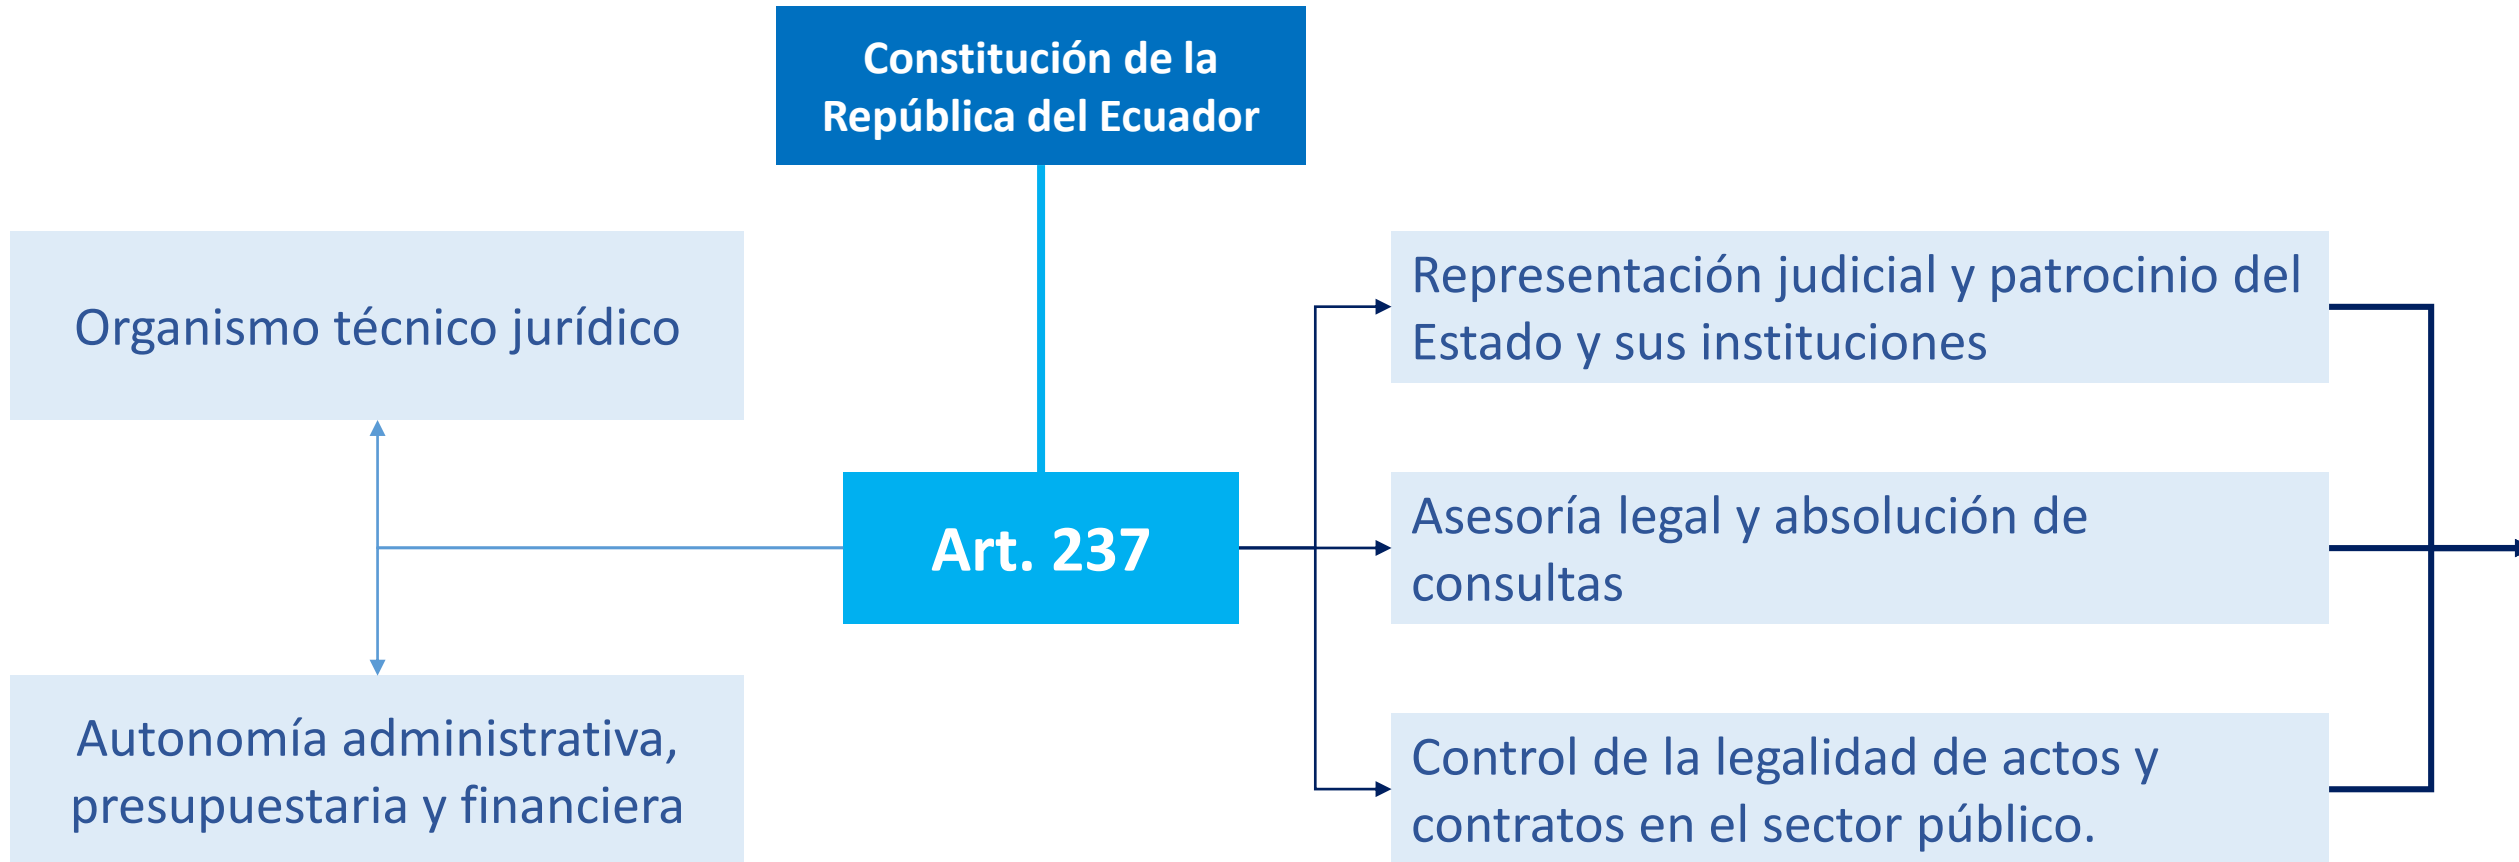 Constitución de la
República del Ecuador
Organismo técnico jurídico
Autonomía administrativa,
presupuestaria y financiera
Art. 237
Representación judicial y patrocinio del
Estado y sus instituciones
Asesoría legal y absolución de
consultas
Control de la legalidad de actos y
contratos en el sector público.